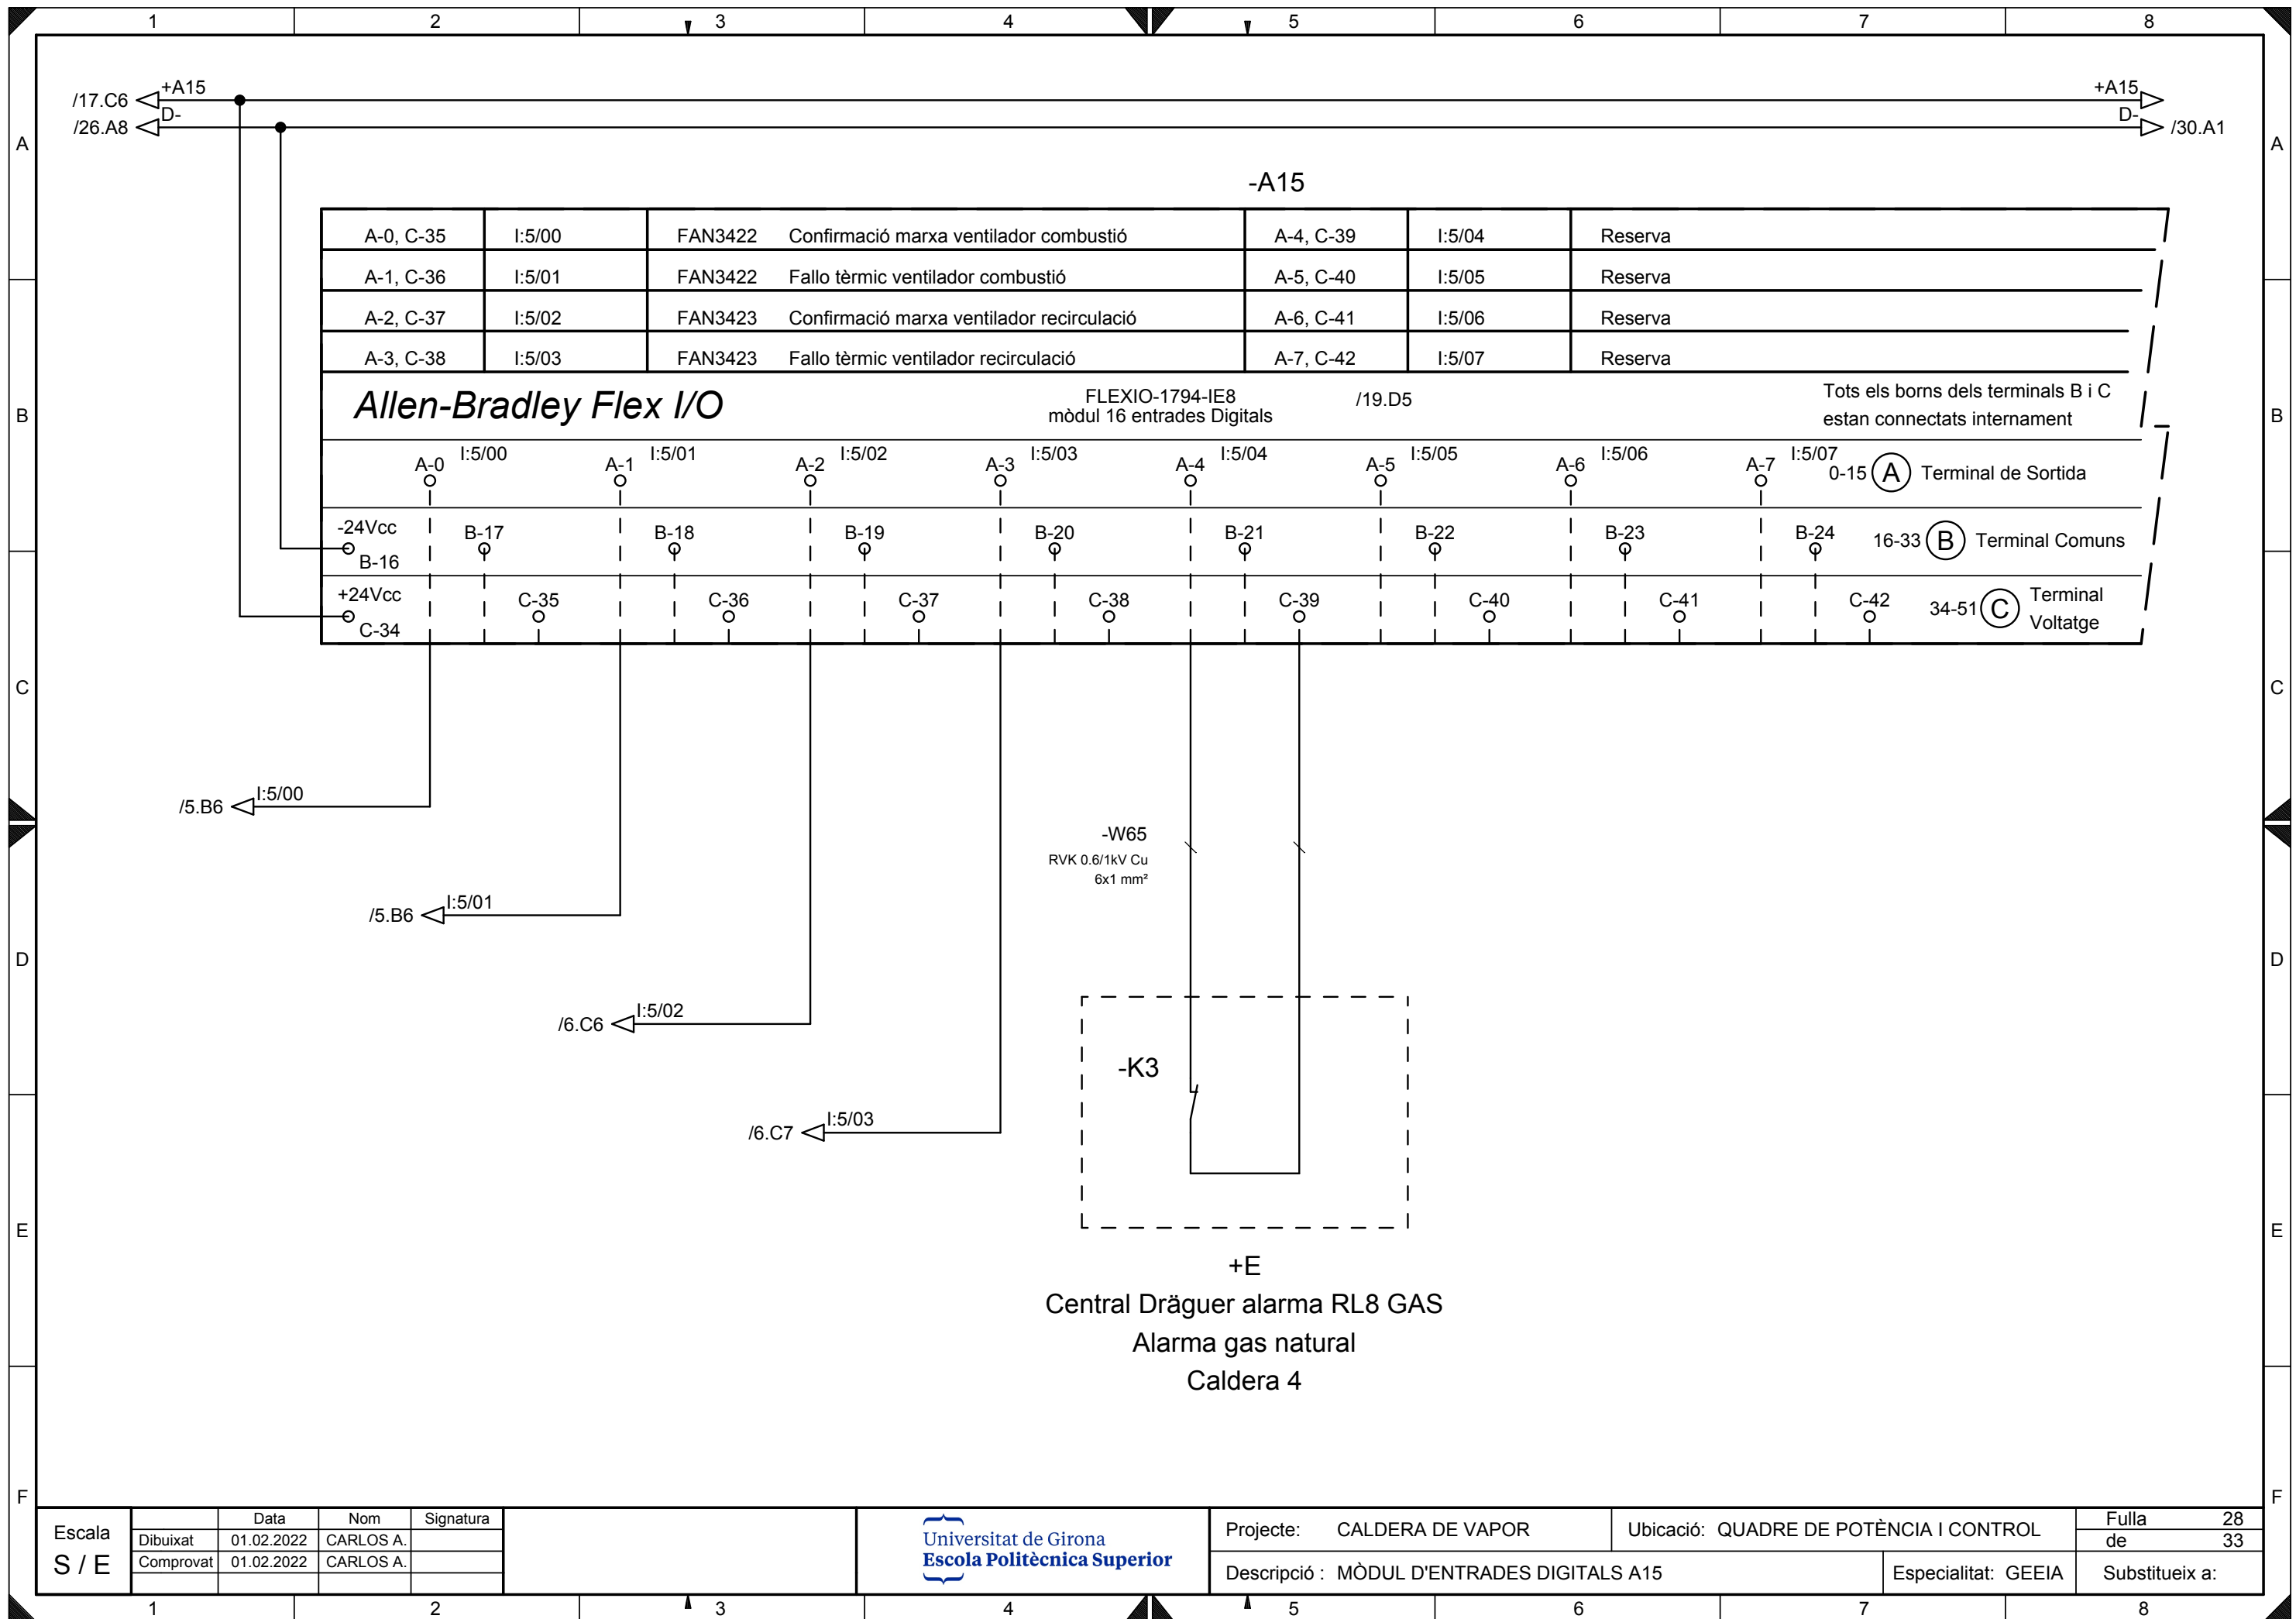 1 2 3 4 5 6 7 8
/17.C6 +A15 +A15
/26.A8 D- D- /30.A1
A A
-A15
A-0, C-35 I:5/00 FAN3422 Confirmació marxa ventilador combustió A-4, C-39 I:5/04 Reserva
A-1, C-36 I:5/01 FAN3422 Fallo tèrmic ventilador combustió A-5, C-40 I:5/05 Reserva
A-2, C-37 I:5/02 FAN3423 Confirmació marxa ventilador recirculació A-6, C-41 I:5/06 Reserva
A-3, C-38 I:5/03 FAN3423 Fallo tèrmic ventilador recirculació A-7, C-42 I:5/07 Reserva
Allen-Bradley Flex I/O
FLEXIO-1794-IE8
mòdul 16 entrades Digitals
/19.D5
Tots els borns dels terminals B i C
estan connectats internament
B B
A-0 I:5/00 A-1 I:5/01 A-2 I:5/02 A-3 I:5/03 A-4 I:5/04 A-5 I:5/05 A-6 I:5/06 A-7 I:5/07 0-15 A Terminal de Sortida
-24Vcc B-17 B-18 B-19 B-20 B-21 B-22 B-23 B-24 16-33 B Terminal Comuns
B-16
+24Vcc C-35 C-36 C-37 C-38 C-39 C-40 C-41 C-42 34-51 C Terminal
C-34 Voltatge
C C
/5.B6 I:5/00
-W65
RVK 0.6/1kV Cu
6x1 mm²
/5.B6 I:5/01
D D
/6.C6 I:5/02
-K3
/6.C7 I:5/03
E E
+E
Central Dräguer alarma RL8 GAS
Alarma gas natural
Caldera 4
F F
Escala
S / E
Data Nom Signatura
Dibuixat 01.02.2022 CARLOS A.
Comprovat 01.02.2022 CARLOS A.
Universitat de Girona
Escola Politècnica Superior
Projecte: CALDERA DE VAPOR Ubicació: QUADRE DE POTÈNCIA I CONTROL Fulla 28
de 33
Descripció : MÒDUL D'ENTRADES DIGITALS A15 Especialitat: GEEIA Substitueix a:
1 2 3 4 5 6 7 8